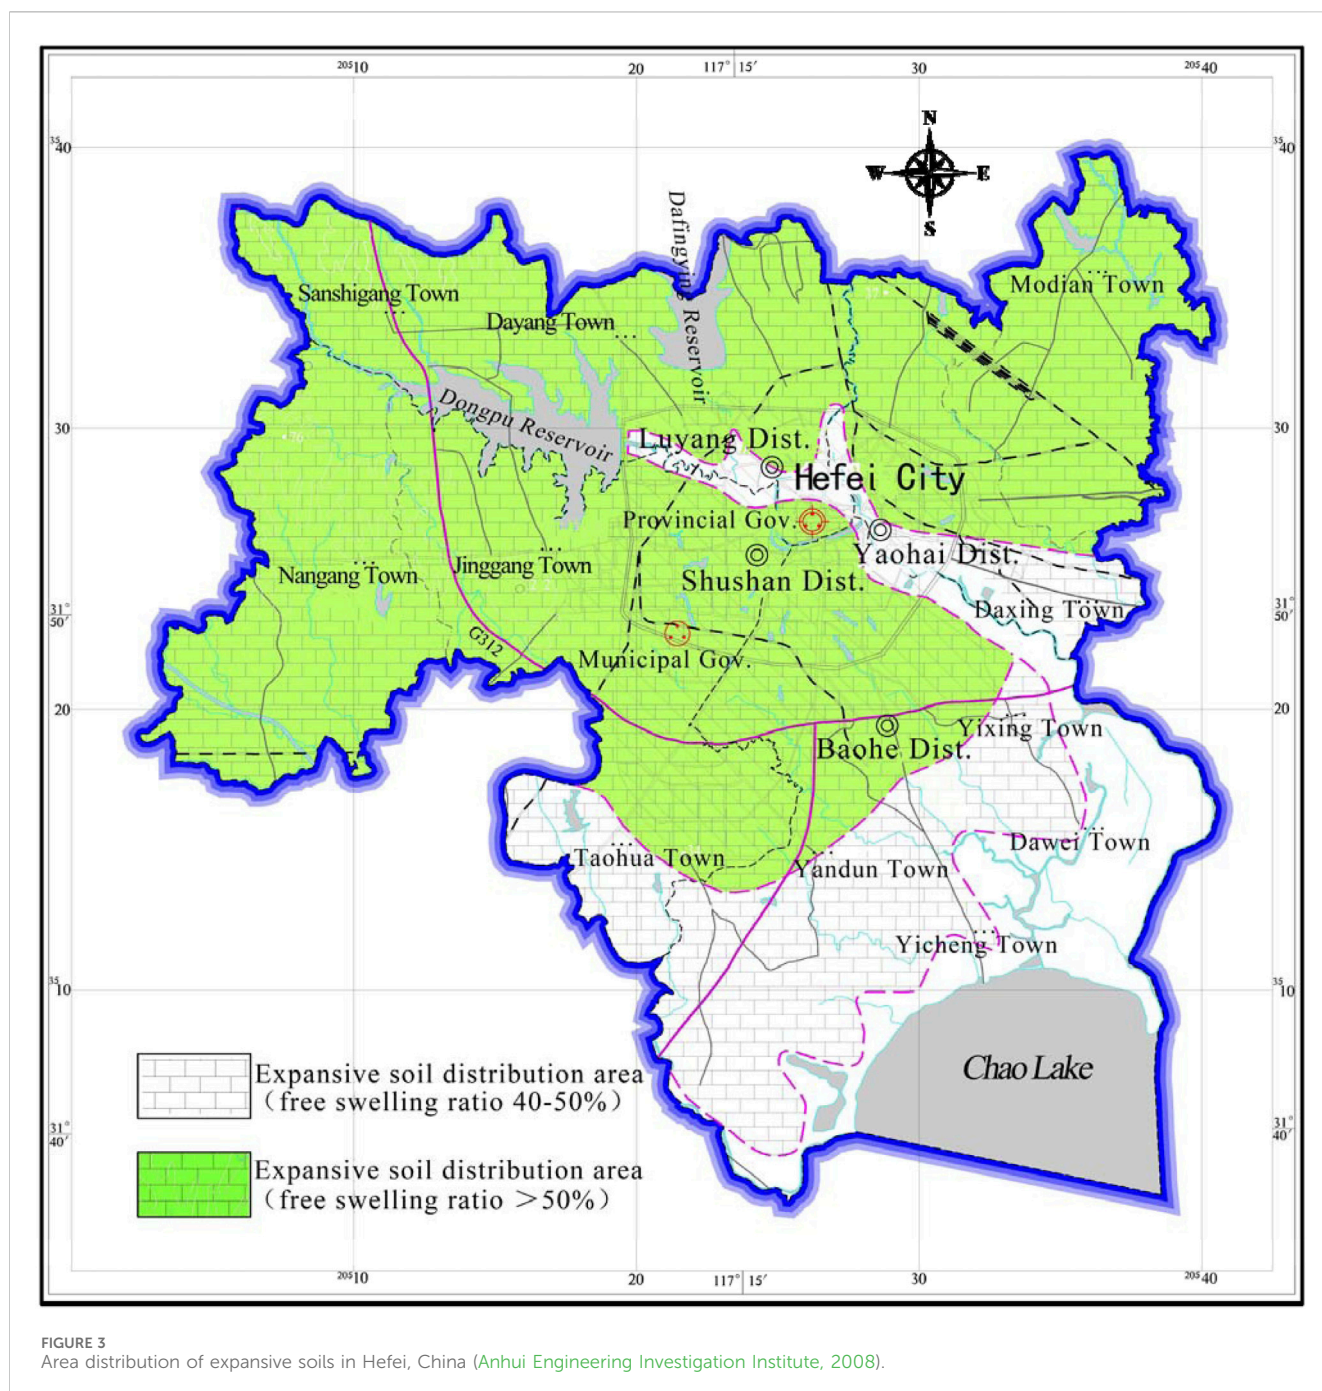 20510
20
117° 15′
30
20540
N
W
E
S
3540
3540
Dafingying Reservoir
Modian Town
37
Sanshigang Town
Dayang Town
Dongpu Reservoir
30
30
36
Luyang Dist.
Hefei City
Provincial Gov.
Yaohai Dist.
Shushan Dist.
Nangang Town
Jinggang Town
Daxing Town
31° 50′
31° 50′
G312
Municipal Gov.
20
20
Yixing Town
Baohe Dist.
Dawei Town
Taohua Town
Yandun Town
Yicheng Town
3510
3510
Chao Lake
Expansive soil distribution area
（free swelling ratio 40-50%）
31° 40′
31° 40′
Expansive soil distribution area
（free swelling ratio ＞50%）
20510
20
117° 15′
30
20540
FIGURE 3
Area distribution of expansive soils in Hefei, China (Anhui Engineering Investigation Institute, 2008).